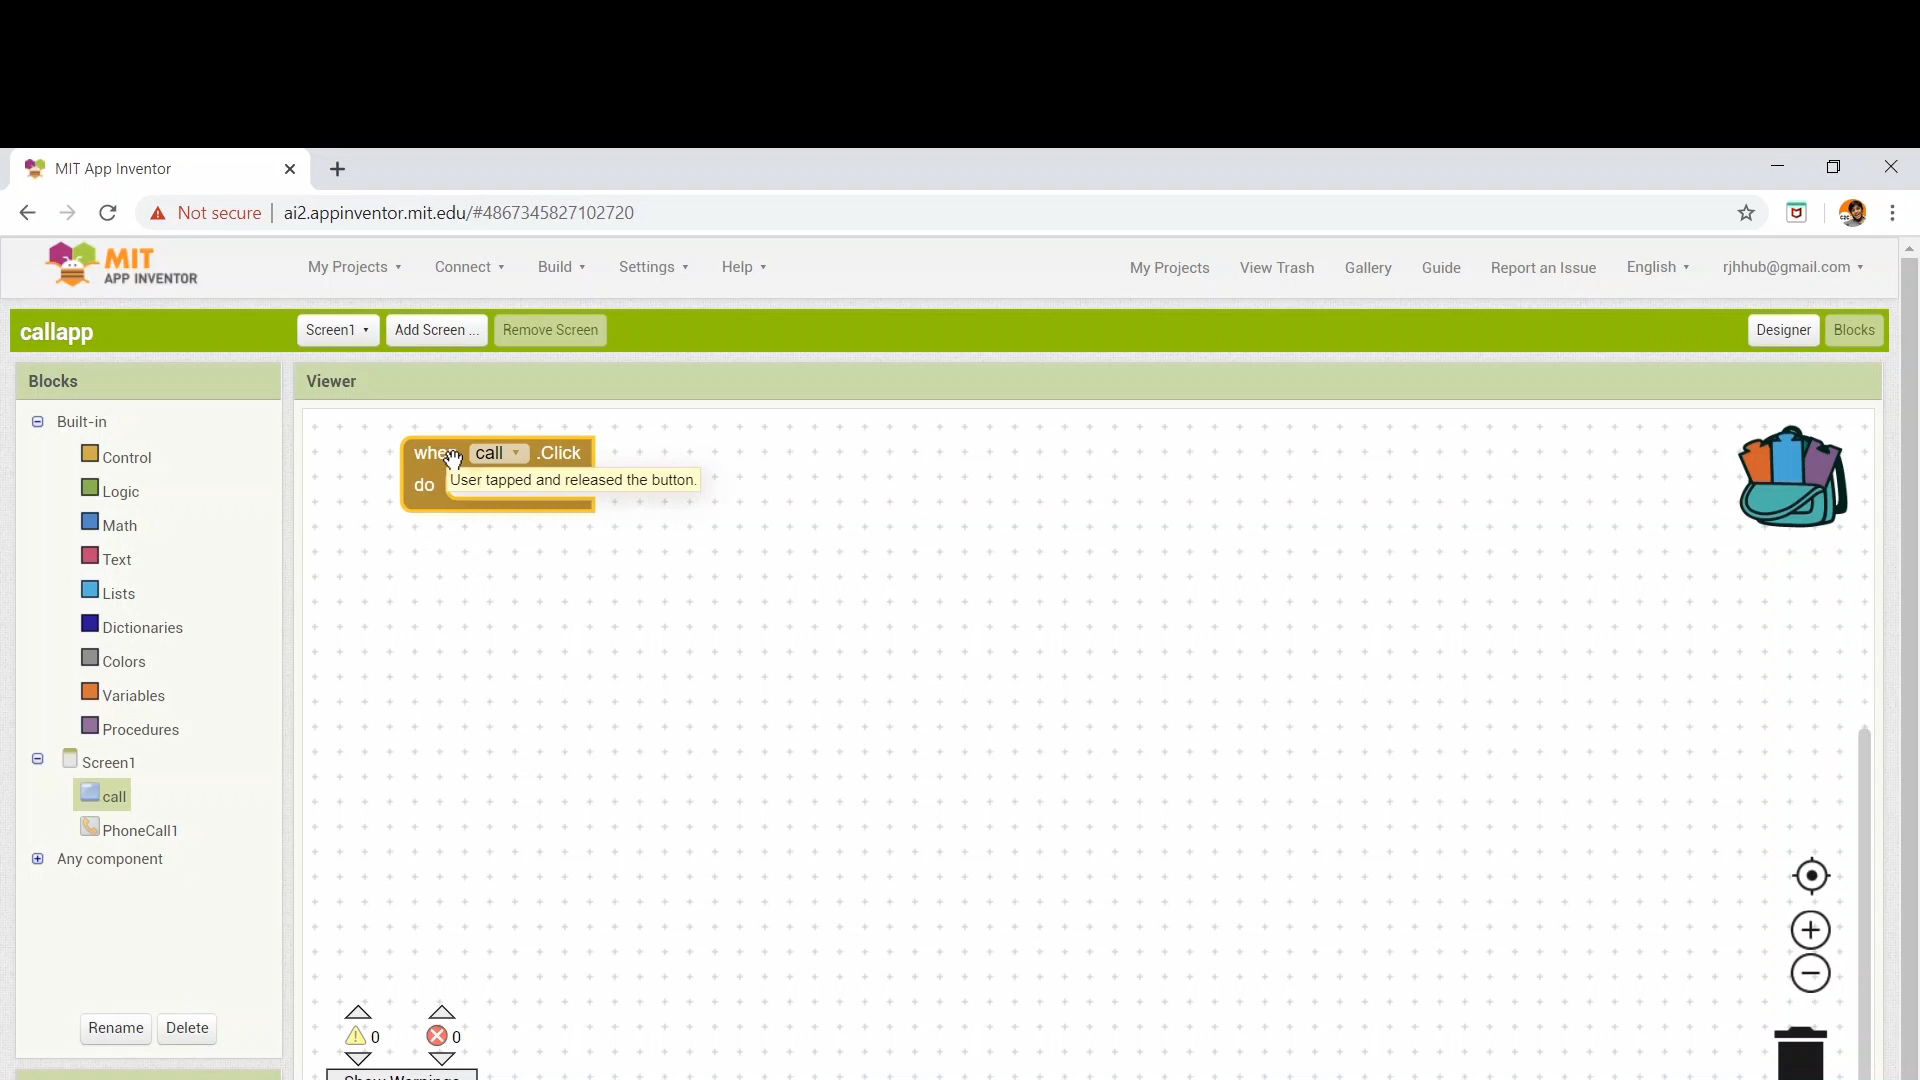 MIT App Inventor
Not secure
ai2.appinventor.mit.edu/#4867345827102720
MIT
APP INVENTOR
My Projects
Connect
Build
Settings
Help
My Projects
View Trash
Gallery
Guide
Report an Issue
English
rjhhub@gmail.com
callapp
Screen1
Add Screen ...
Remove Screen
Designer
Blocks
Blocks
Viewer
Built-in
Control
Logic
Math
Text
Lists
Dictionaries
Colors
Variables
Procedures
Screen1
call
PhoneCall1
Any component
Rename
Delete
when call .Click
do
User tapped and released the button.
0
0
Show Warnings